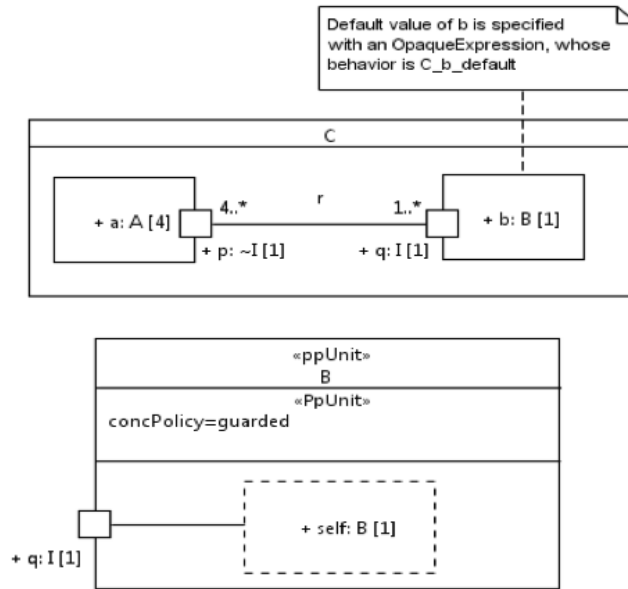 Default value of b is specified
with an OpaqueExpression, whose
behavior is C_b_default
C
+ a: A [4]
4..*
r
1..*
+ b: B [1]
+ p: ~I [1]
+ q: I [1]
«ppUnit»
B
«PpUnit»
concPolicy=guarded
+ self: B [1]
+ q: I [1]